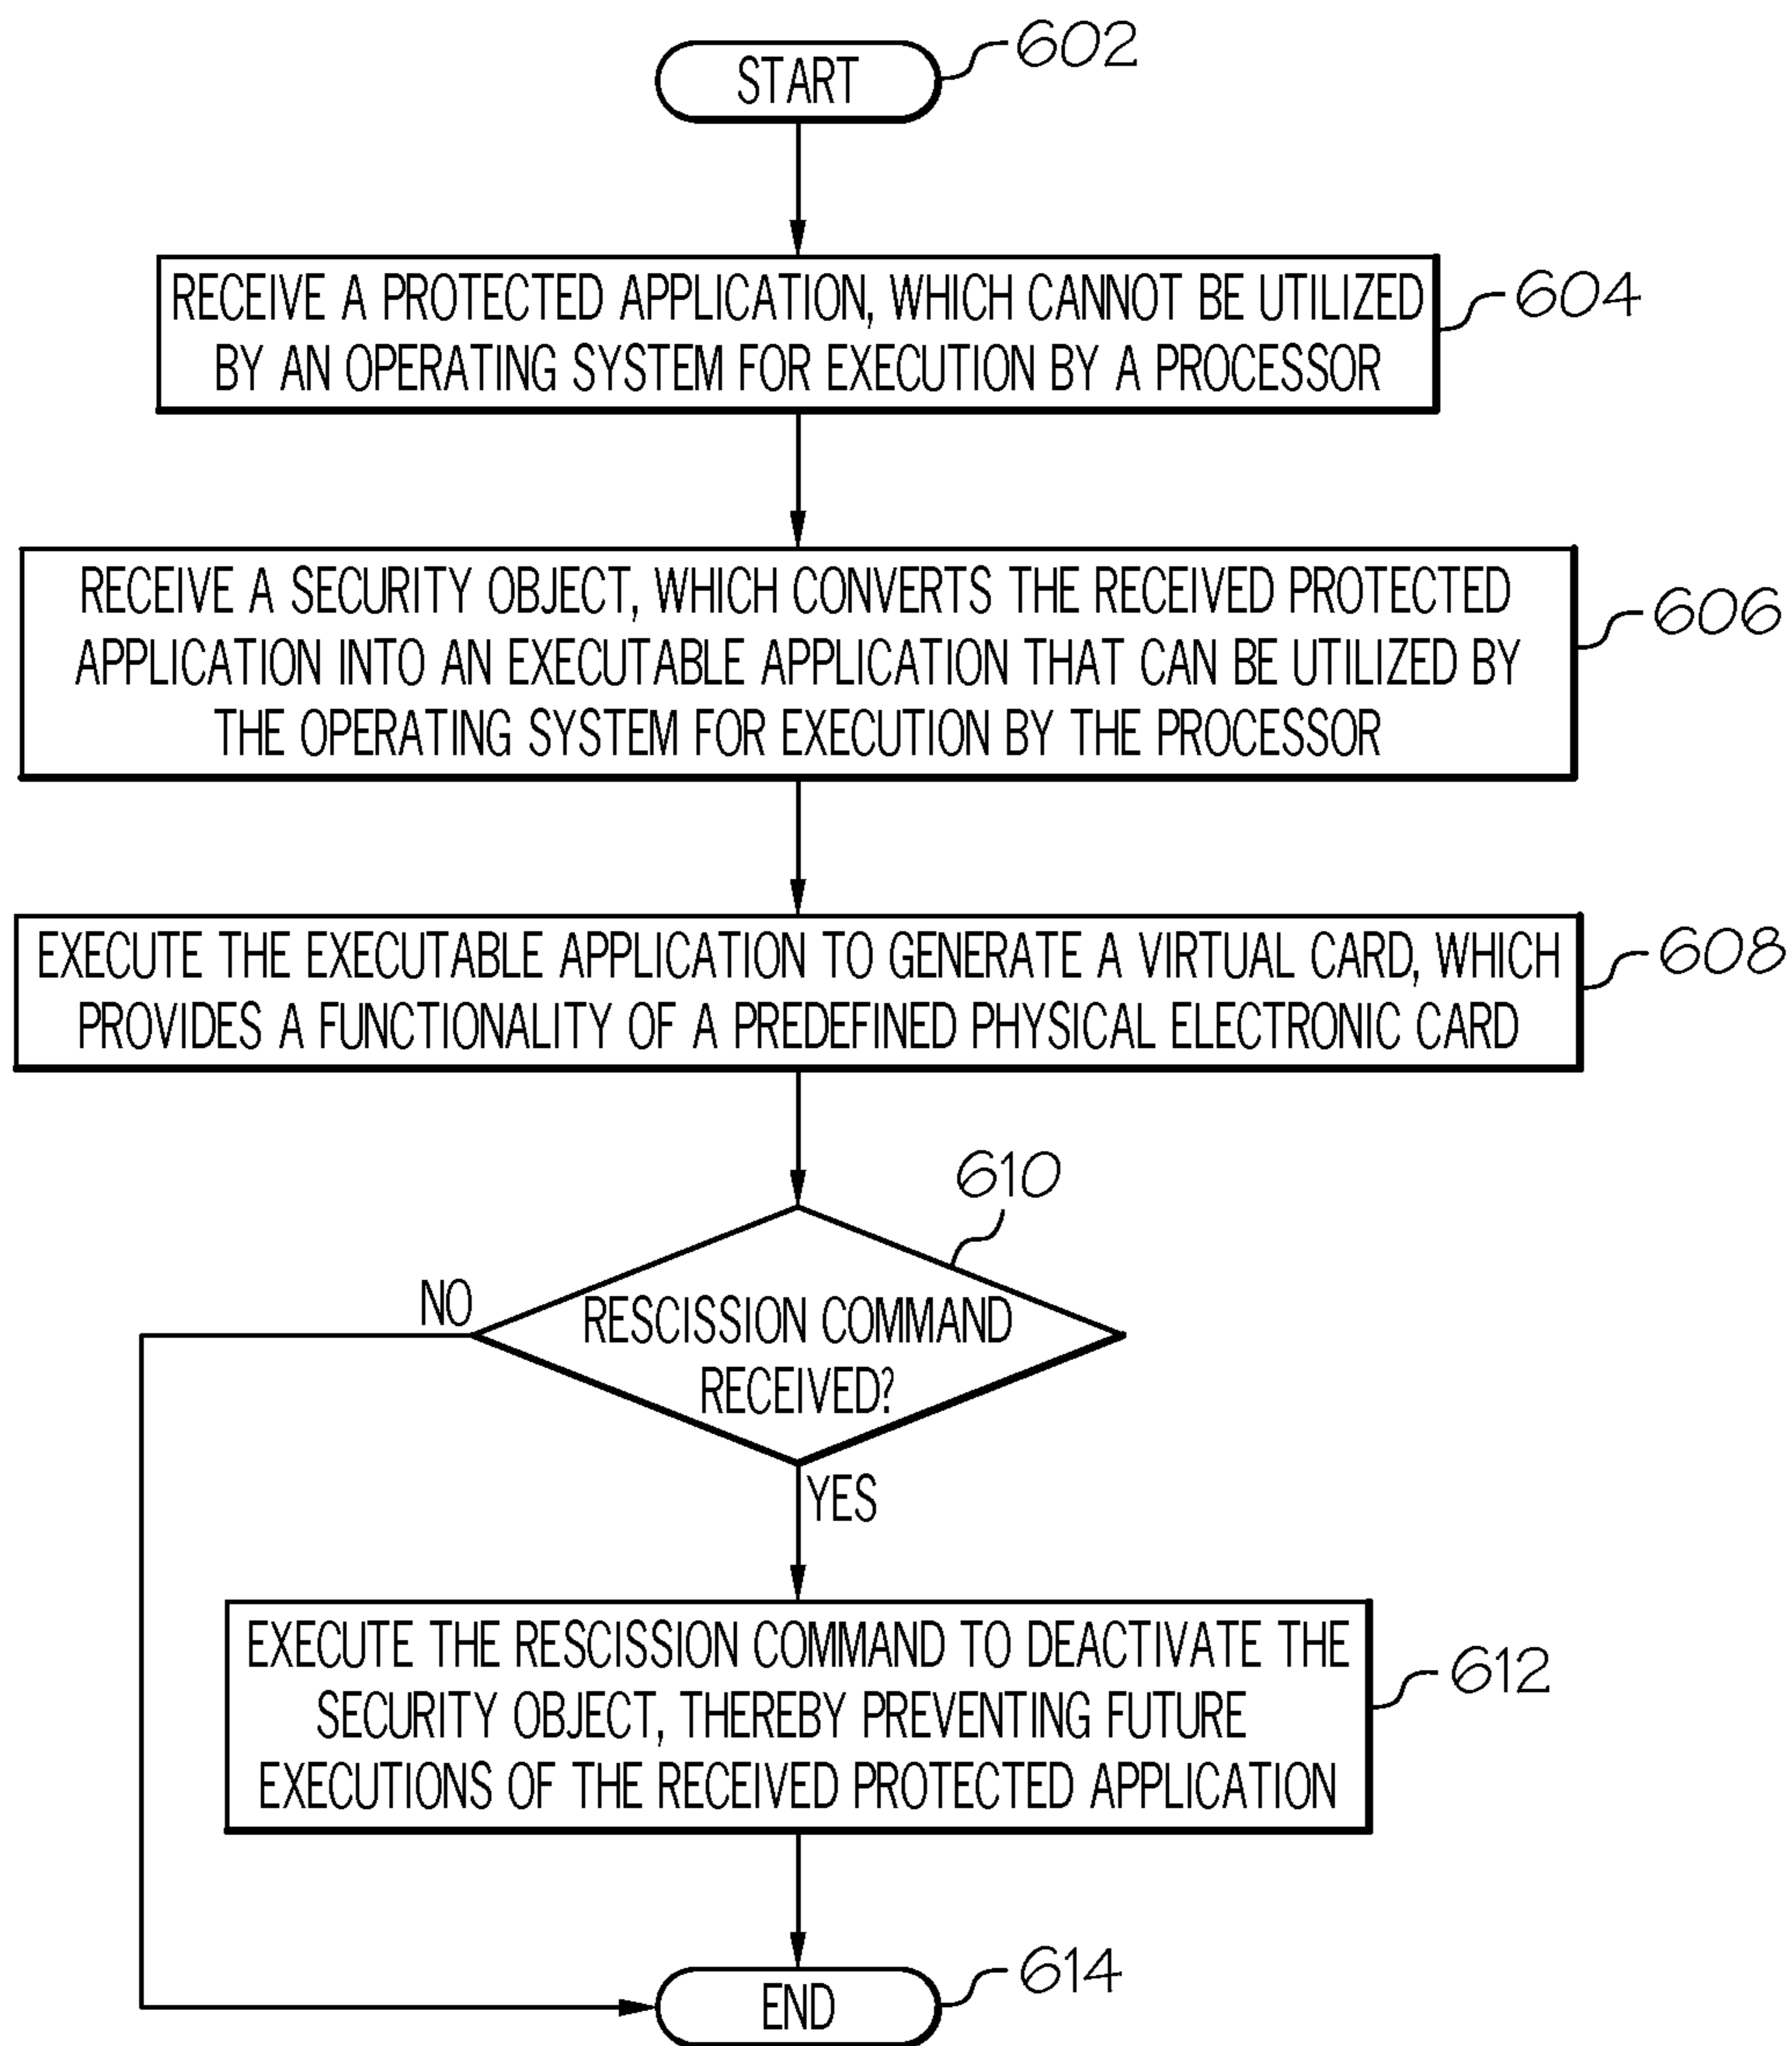 START
602
RECEIVE A PROTECTED APPLICATION, WHICH CANNOT BE UTILIZED
BY AN OPERATING SYSTEM FOR EXECUTION BY A PROCESSOR
604
RECEIVE A SECURITY OBJECT, WHICH CONVERTS THE RECEIVED PROTECTED
APPLICATION INTO AN EXECUTABLE APPLICATION THAT CAN BE UTILIZED BY
THE OPERATING SYSTEM FOR EXECUTION BY THE PROCESSOR
606
EXECUTE THE EXECUTABLE APPLICATION TO GENERATE A VIRTUAL CARD, WHICH
PROVIDES A FUNCTIONALITY OF A PREDEFINED PHYSICAL ELECTRONIC CARD
608
610
NO
RESCISSION COMMAND
RECEIVED?
YES
EXECUTE THE RESCISSION COMMAND TO DEACTIVATE THE
SECURITY OBJECT, THEREBY PREVENTING FUTURE
EXECUTIONS OF THE RECEIVED PROTECTED APPLICATION
612
END
614